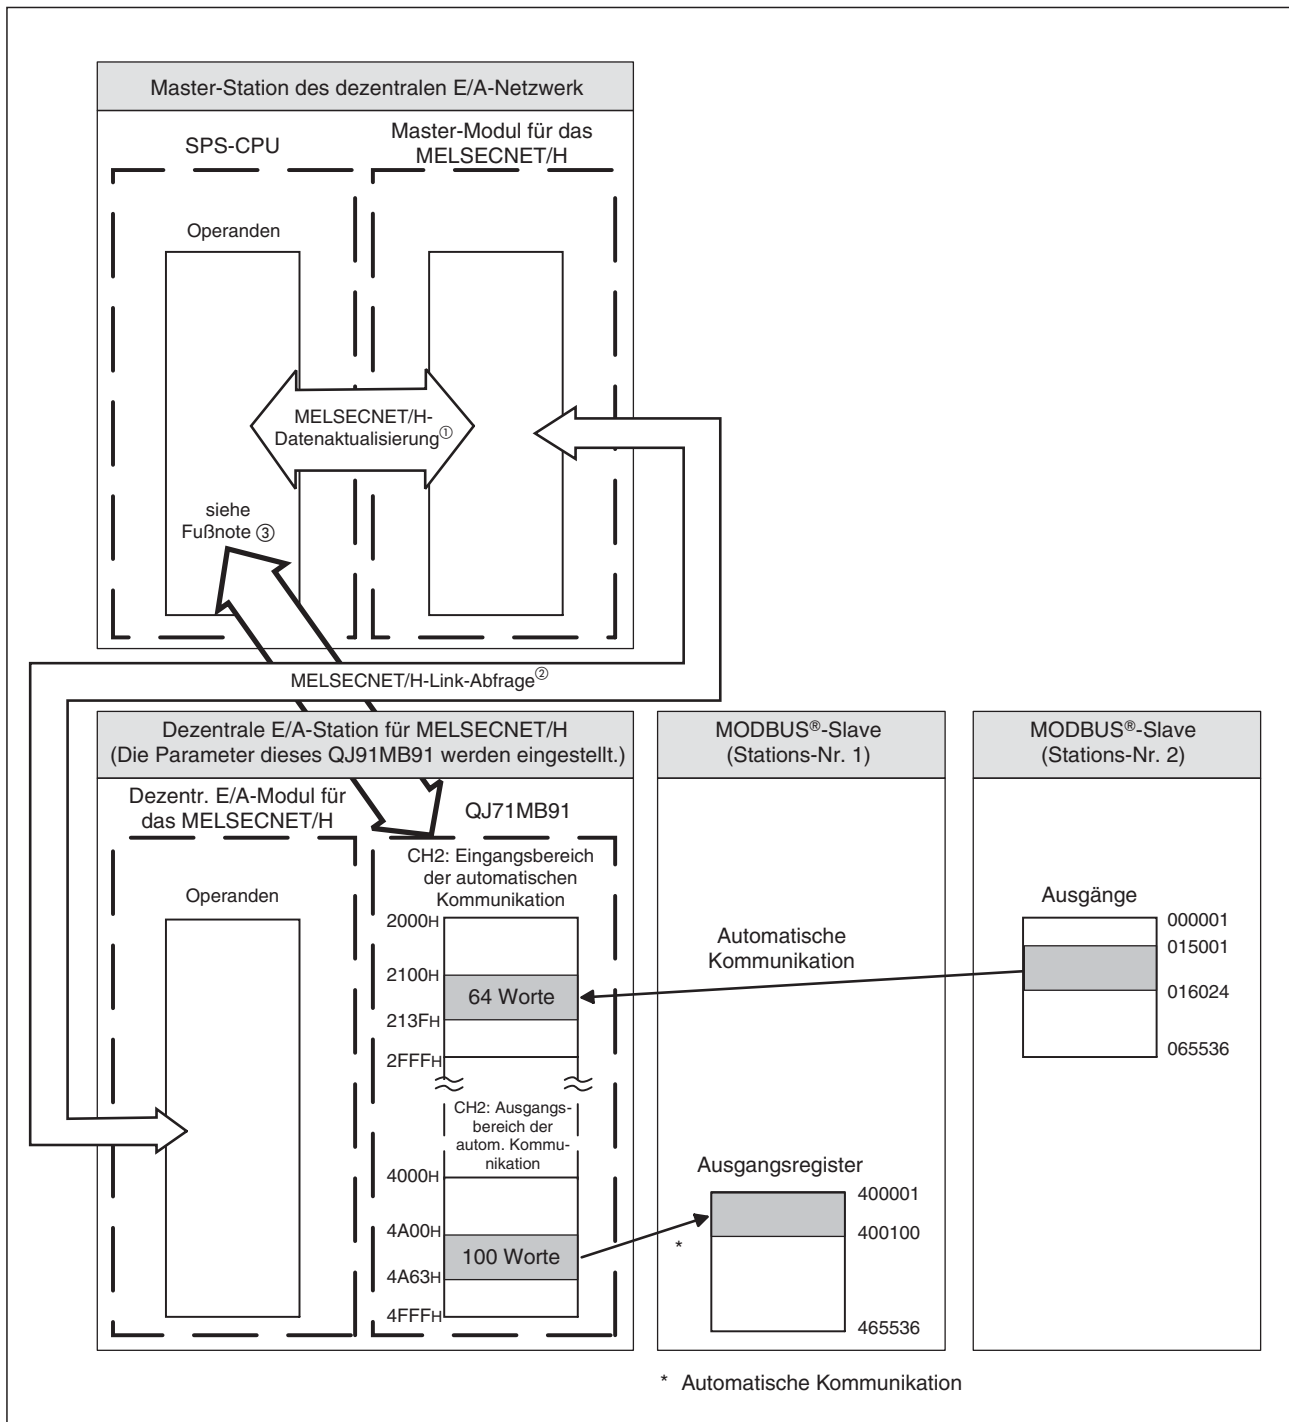 Master-Station des dezentralen E/A-Netzwerk
SPS-CPU
Master-Modul für das
MELSECNET/H
Operanden
MELSECNET/H-
Datenaktualisierung①
siehe
Fußnote ③
MELSECNET/H-Link-Abfrage②
Dezentrale E/A-Station für MELSECNET/H
(Die Parameter dieses QJ91MB91 werden eingestellt.)
MODBUS®-Slave
(Stations-Nr. 1)
MODBUS®-Slave
(Stations-Nr. 2)
Dezentr. E/A-Modul für
das MELSECNET/H
QJ71MB91
Operanden
CH2: Eingangsbereich
der automatischen
Kommunikation
2000H
2100H
64 Worte
213FH
2FFFH
CH2: Ausgangs-
bereich der
autom. Kommu-
nikation
4000H
4A00H
100 Worte
4A63H
4FFFH
Automatische
Kommunikation
Ausgangsregister
400001
400100
*
465536
Ausgänge
000001
015001
016024
065536
* Automatische Kommunikation